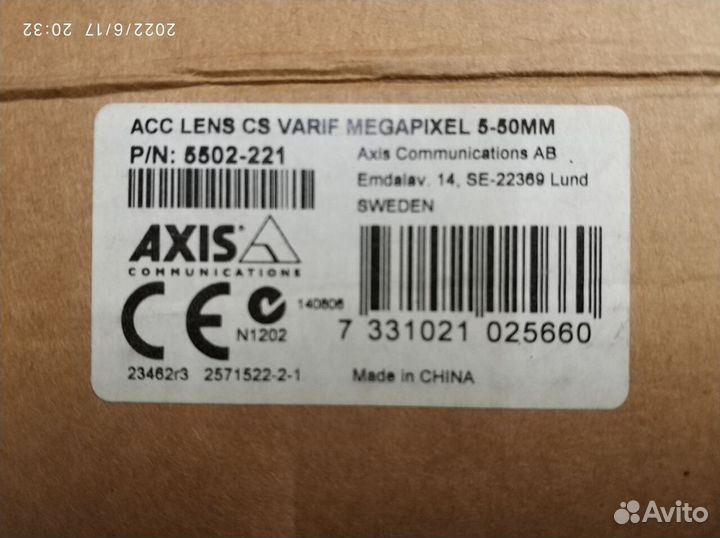 2022/6/17 20:32
ACC LENS CS VARIF MEGAPIXEL 5-50MM
P/N: 5502-221
Axis Communications AB
Emdalav. 14, SE-22369 Lund
SWEDEN
AXIS
COMMUNICATIONS
CE
N1202
140806
7 331021 025660
23462r3 2571522-2-1
Made in CHINA
Avito